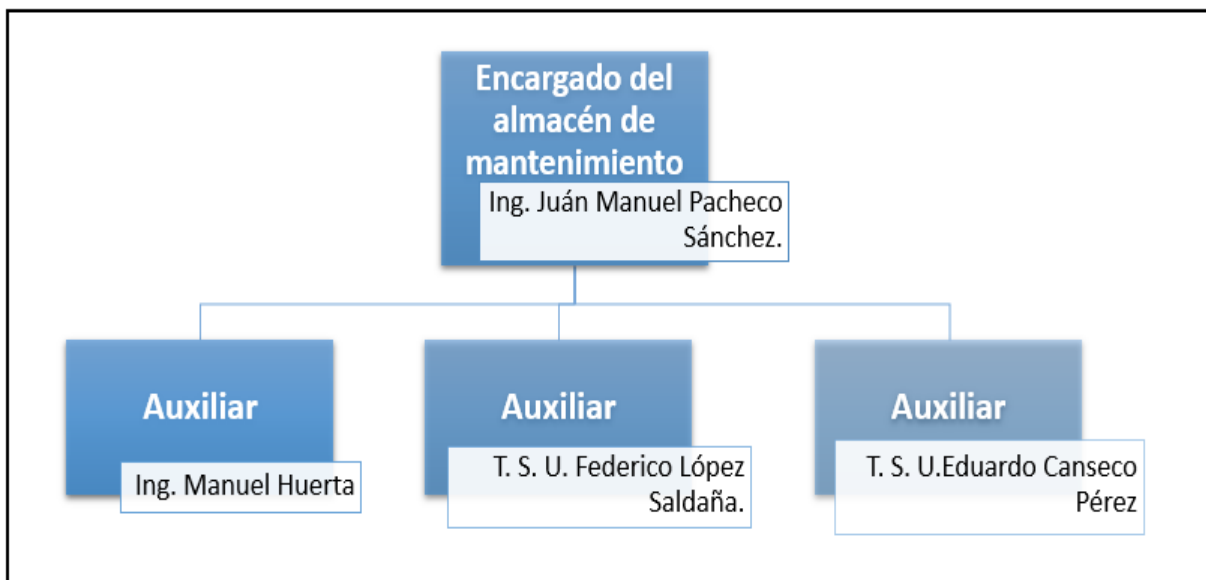 Encargado del
almacén de
mantenimiento
Ing. Juán Manuel Pacheco
Sánchez.
Auxiliar
Ing. Manuel Huerta
Auxiliar
T. S. U. Federico López
Saldaña.
Auxiliar
T. S. U.Eduardo Canseco
Pérez